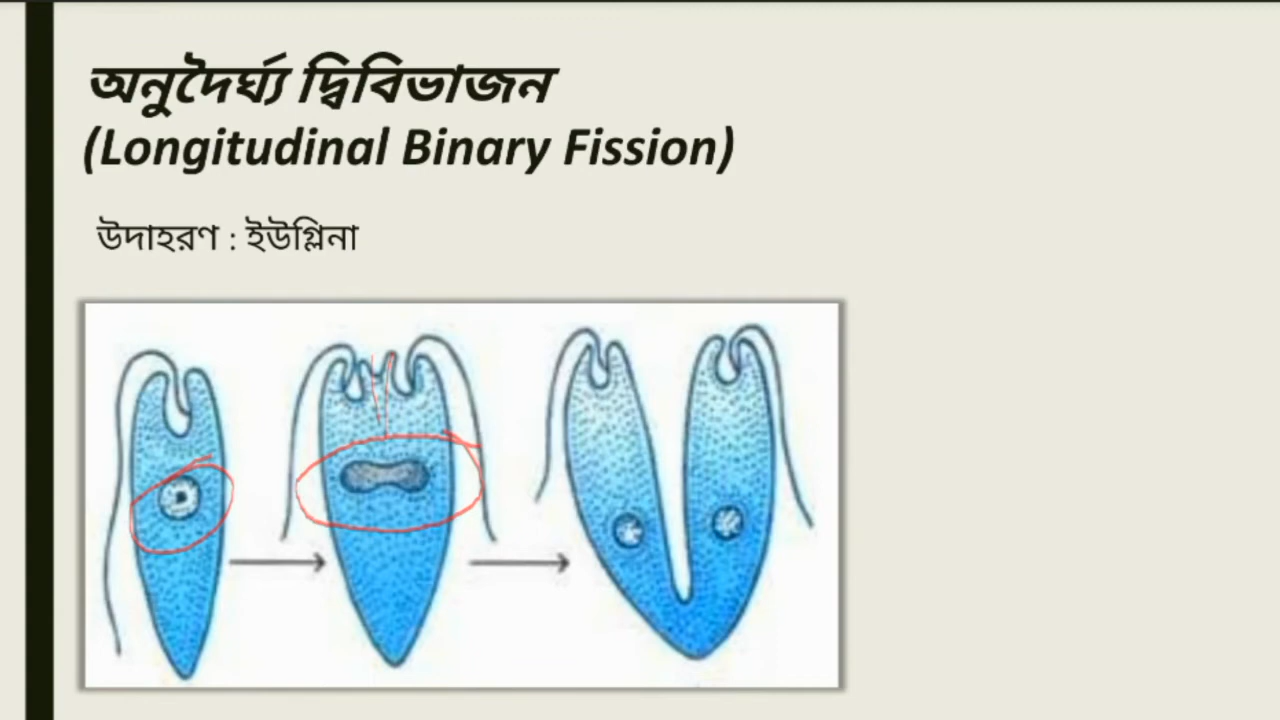 অনুদৈর্ঘ্য দ্বিবিভাজন
(Longitudinal Binary Fission)
উদাহরণ : ইউগ্লিনা